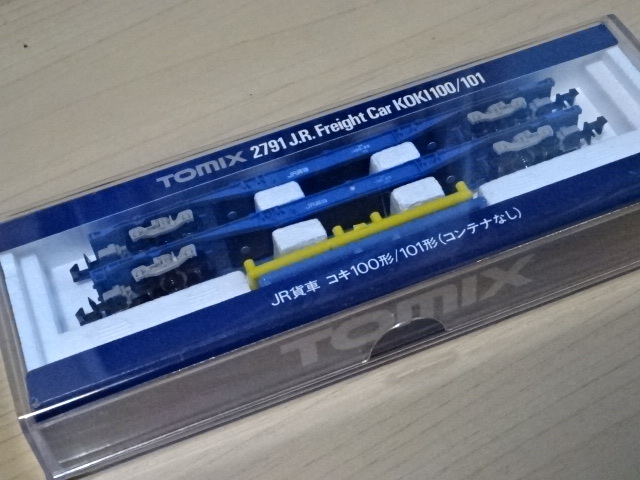 TOMIX 2791 J.R. Freight Car KOKI100/101
JR貨車 コキ100形/101形(コンテナなし)
TOMIX